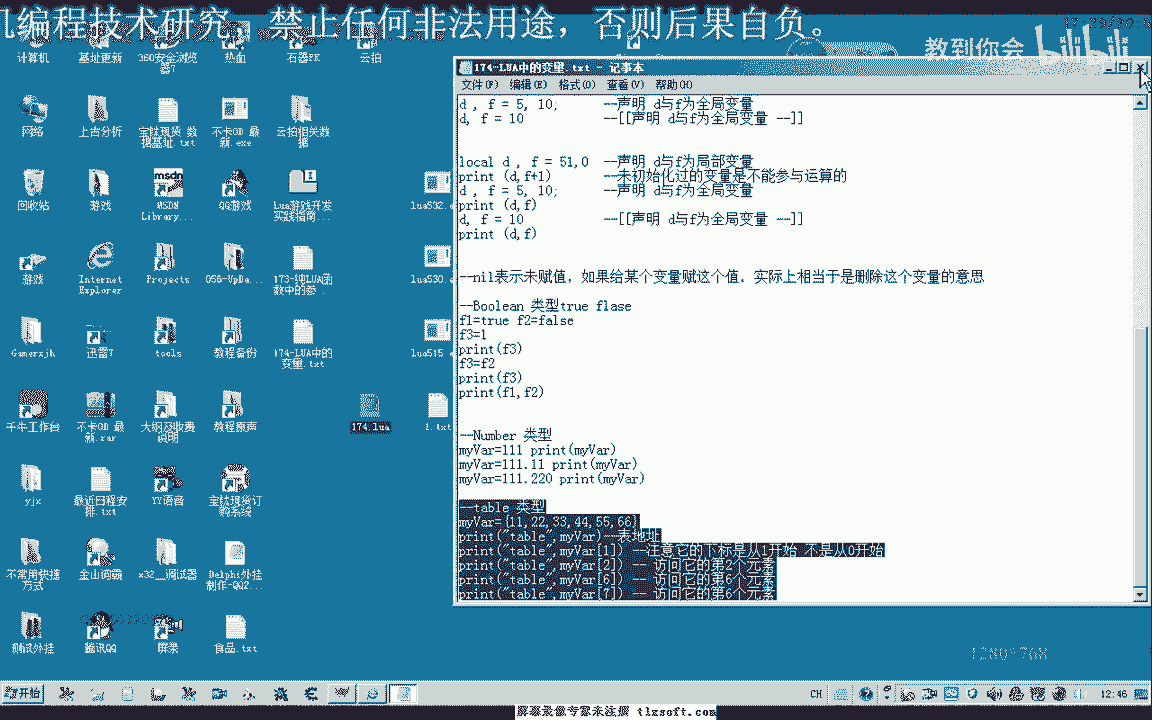 机编程技术研究，禁止任何非法用途，否则后果自负。
教到你会 bilibili
计算机
基址更新
360安全浏览器7
热血
石器PK
云拍
174-LUA中的变量.txt - 记事本
文件(F) 编辑(E) 格式(O) 查看(V) 帮助(H)
d , f = 5, 10; --声明 d与f为全局变量
d, f = 10 --[[声明 d与f为全局变量 --]]
local d , f = 51,0 --声明 d与f为局部变量
print (d,f+1) --未初始化过的变量是不能参与运算的
d , f = 5, 10; --声明 d与f为全局变量
print (d,f)
d, f = 10 --[[声明 d与f为全局变量 --]]
print (d,f)
--nil表示未赋值，如果给某个变量赋这个值，实际上相当于是删除这个变量的意思
--Boolean 类型true flase
f1=true f2=false
f3=1
print(f3)
f3=f2
print(f3)
print(f1,f2)
--Number 类型
myVar=111 print(myVar)
myVar=111.11 print(myVar)
myVar=111.220 print(myVar)
--table 类型
myVar={11,22,33,44,55,66}
print("table",myVar)--表地址
print("table",myVar[1]) --注意它的下标是从1开始 不是从0开始
print("table",myVar[2]) -- 访问它的第2个元素
print("table",myVar[6]) -- 访问它的第6个元素
print("table",myVar[7]) -- 访问它的第6个元素
网络
上古分析
宝钛现货 数据基址.txt
不卡OD 最新.exe
云拍相关数据
回收站
游戏
MSDN Library...
QQ游戏
Lua游戏开发实践指南...
luaS32.
游戏
Internet Explorer
Projects
GS6-UpDa...
173-纯LUA函数中的参...
luaS30.
Gamerxjh
迅雷7
tools
教程备份
174-LUA中的变量.txt
luaS15
千牛工作台
不卡OD 最新.rar
大纲及收费说明
教程原声
174.lua
1.txt
yjx
最近日程安排.txt
YY语音
宝钛现货订购系统
不常用快捷方式
金山词霸
x32__调试器
Delphi外挂制作-QQ2...
测试外挂
腾讯QQ
屏录
食品.txt
1280*768
开始
CH
12:46
屏幕录像专家未注册 tlxsoft.com